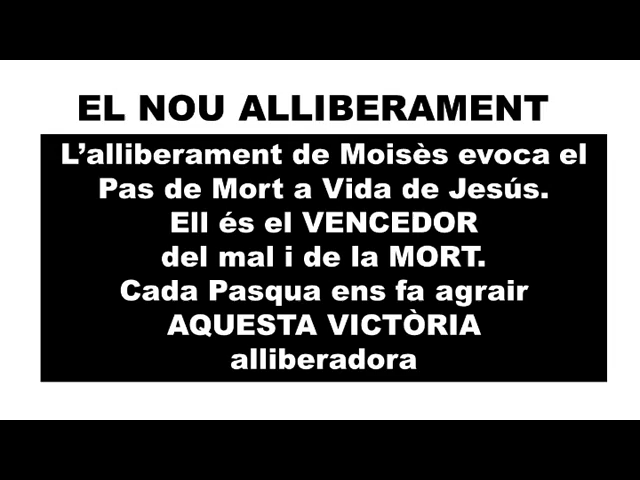 EL NOU ALLIBERAMENT
L’alliberament de Moisès evoca el
Pas de Mort a Vida de Jesús.
Ell és el VENCEDOR
del mal i de la MORT.
Cada Pasqua ens fa agrair
AQUESTA VICTÒRIA
alliberadora